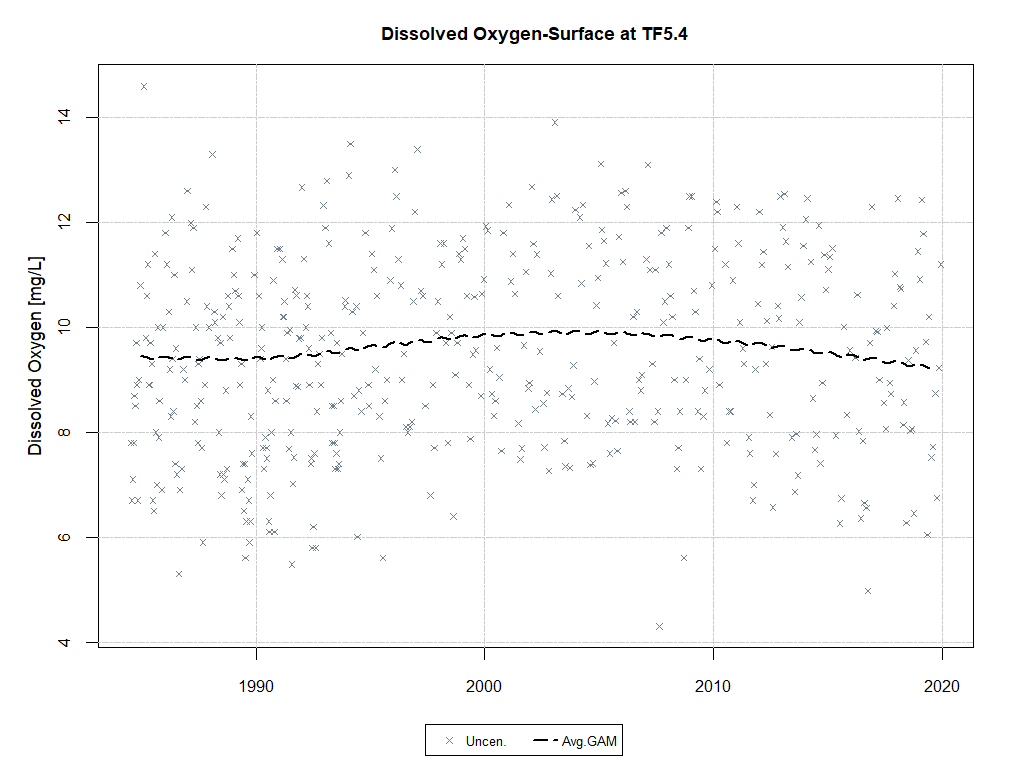 Dissolved Oxygen-Surface at TF5.4
Dissolved Oxygen [mg/L]
14
12
10
8
6
4
1990 2000 2010 2020
Uncen. Avg.GAM